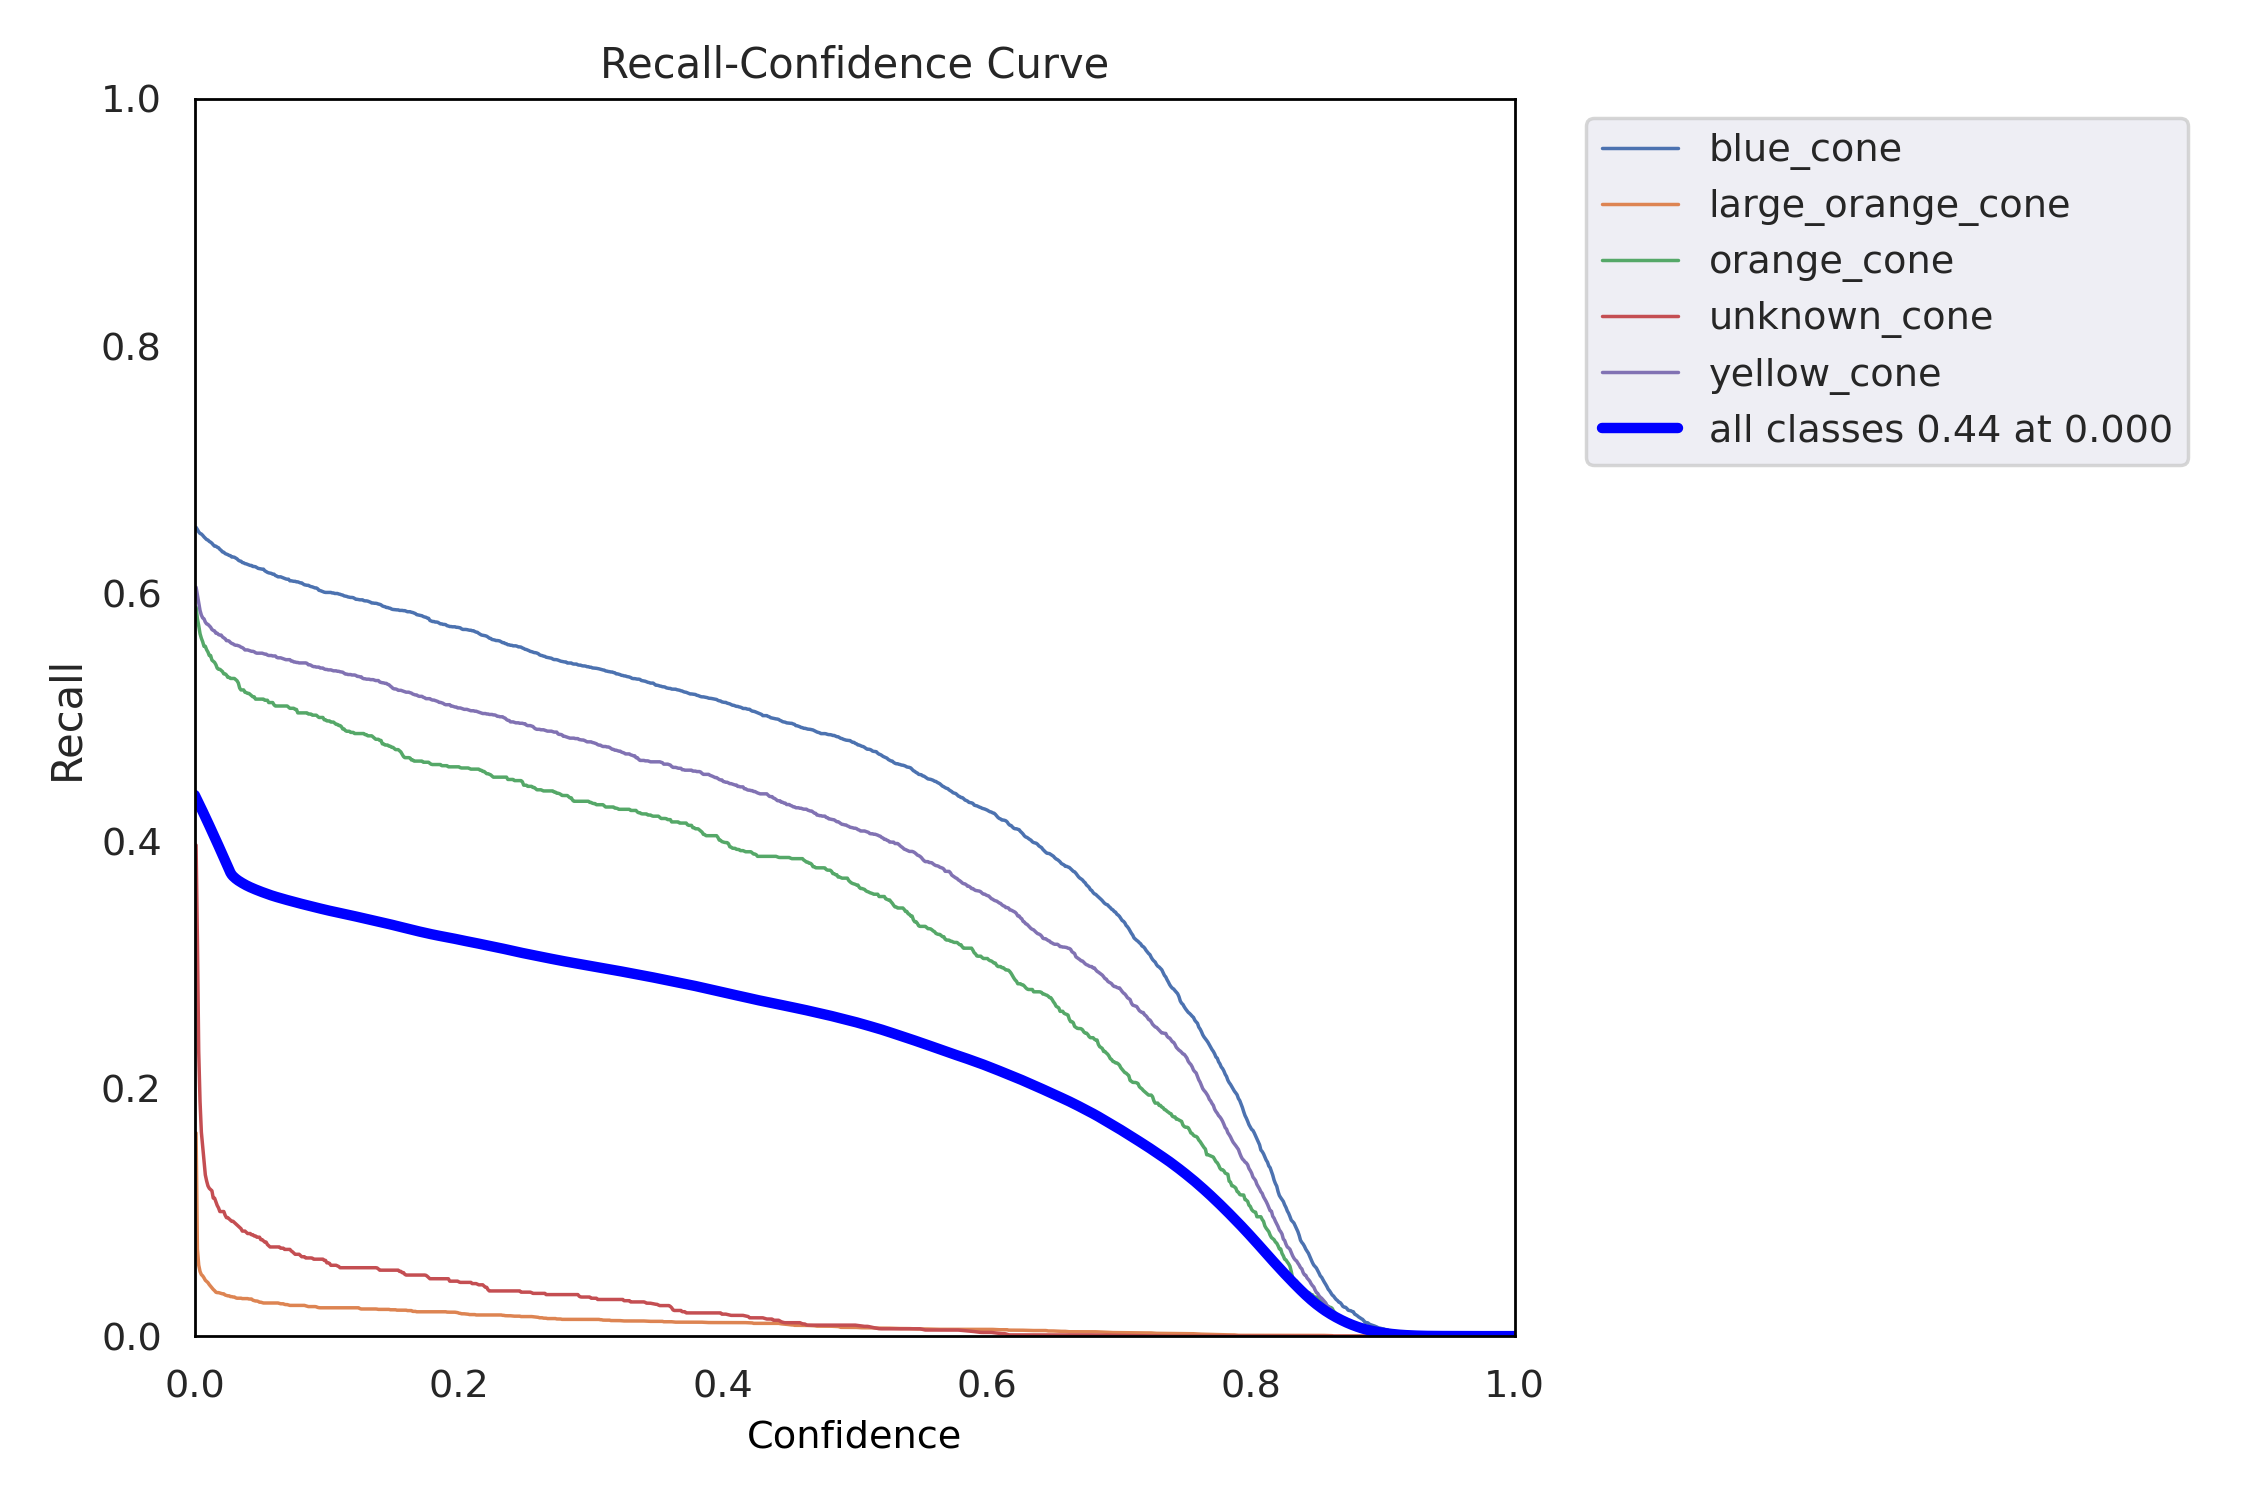 Recall-Confidence Curve
1.0
0.8
0.6
0.4
0.2
0.0
Recall
0.0 0.2 0.4 0.6 0.8 1.0
Confidence
blue_cone
large_orange_cone
orange_cone
unknown_cone
yellow_cone
all classes 0.44 at 0.000